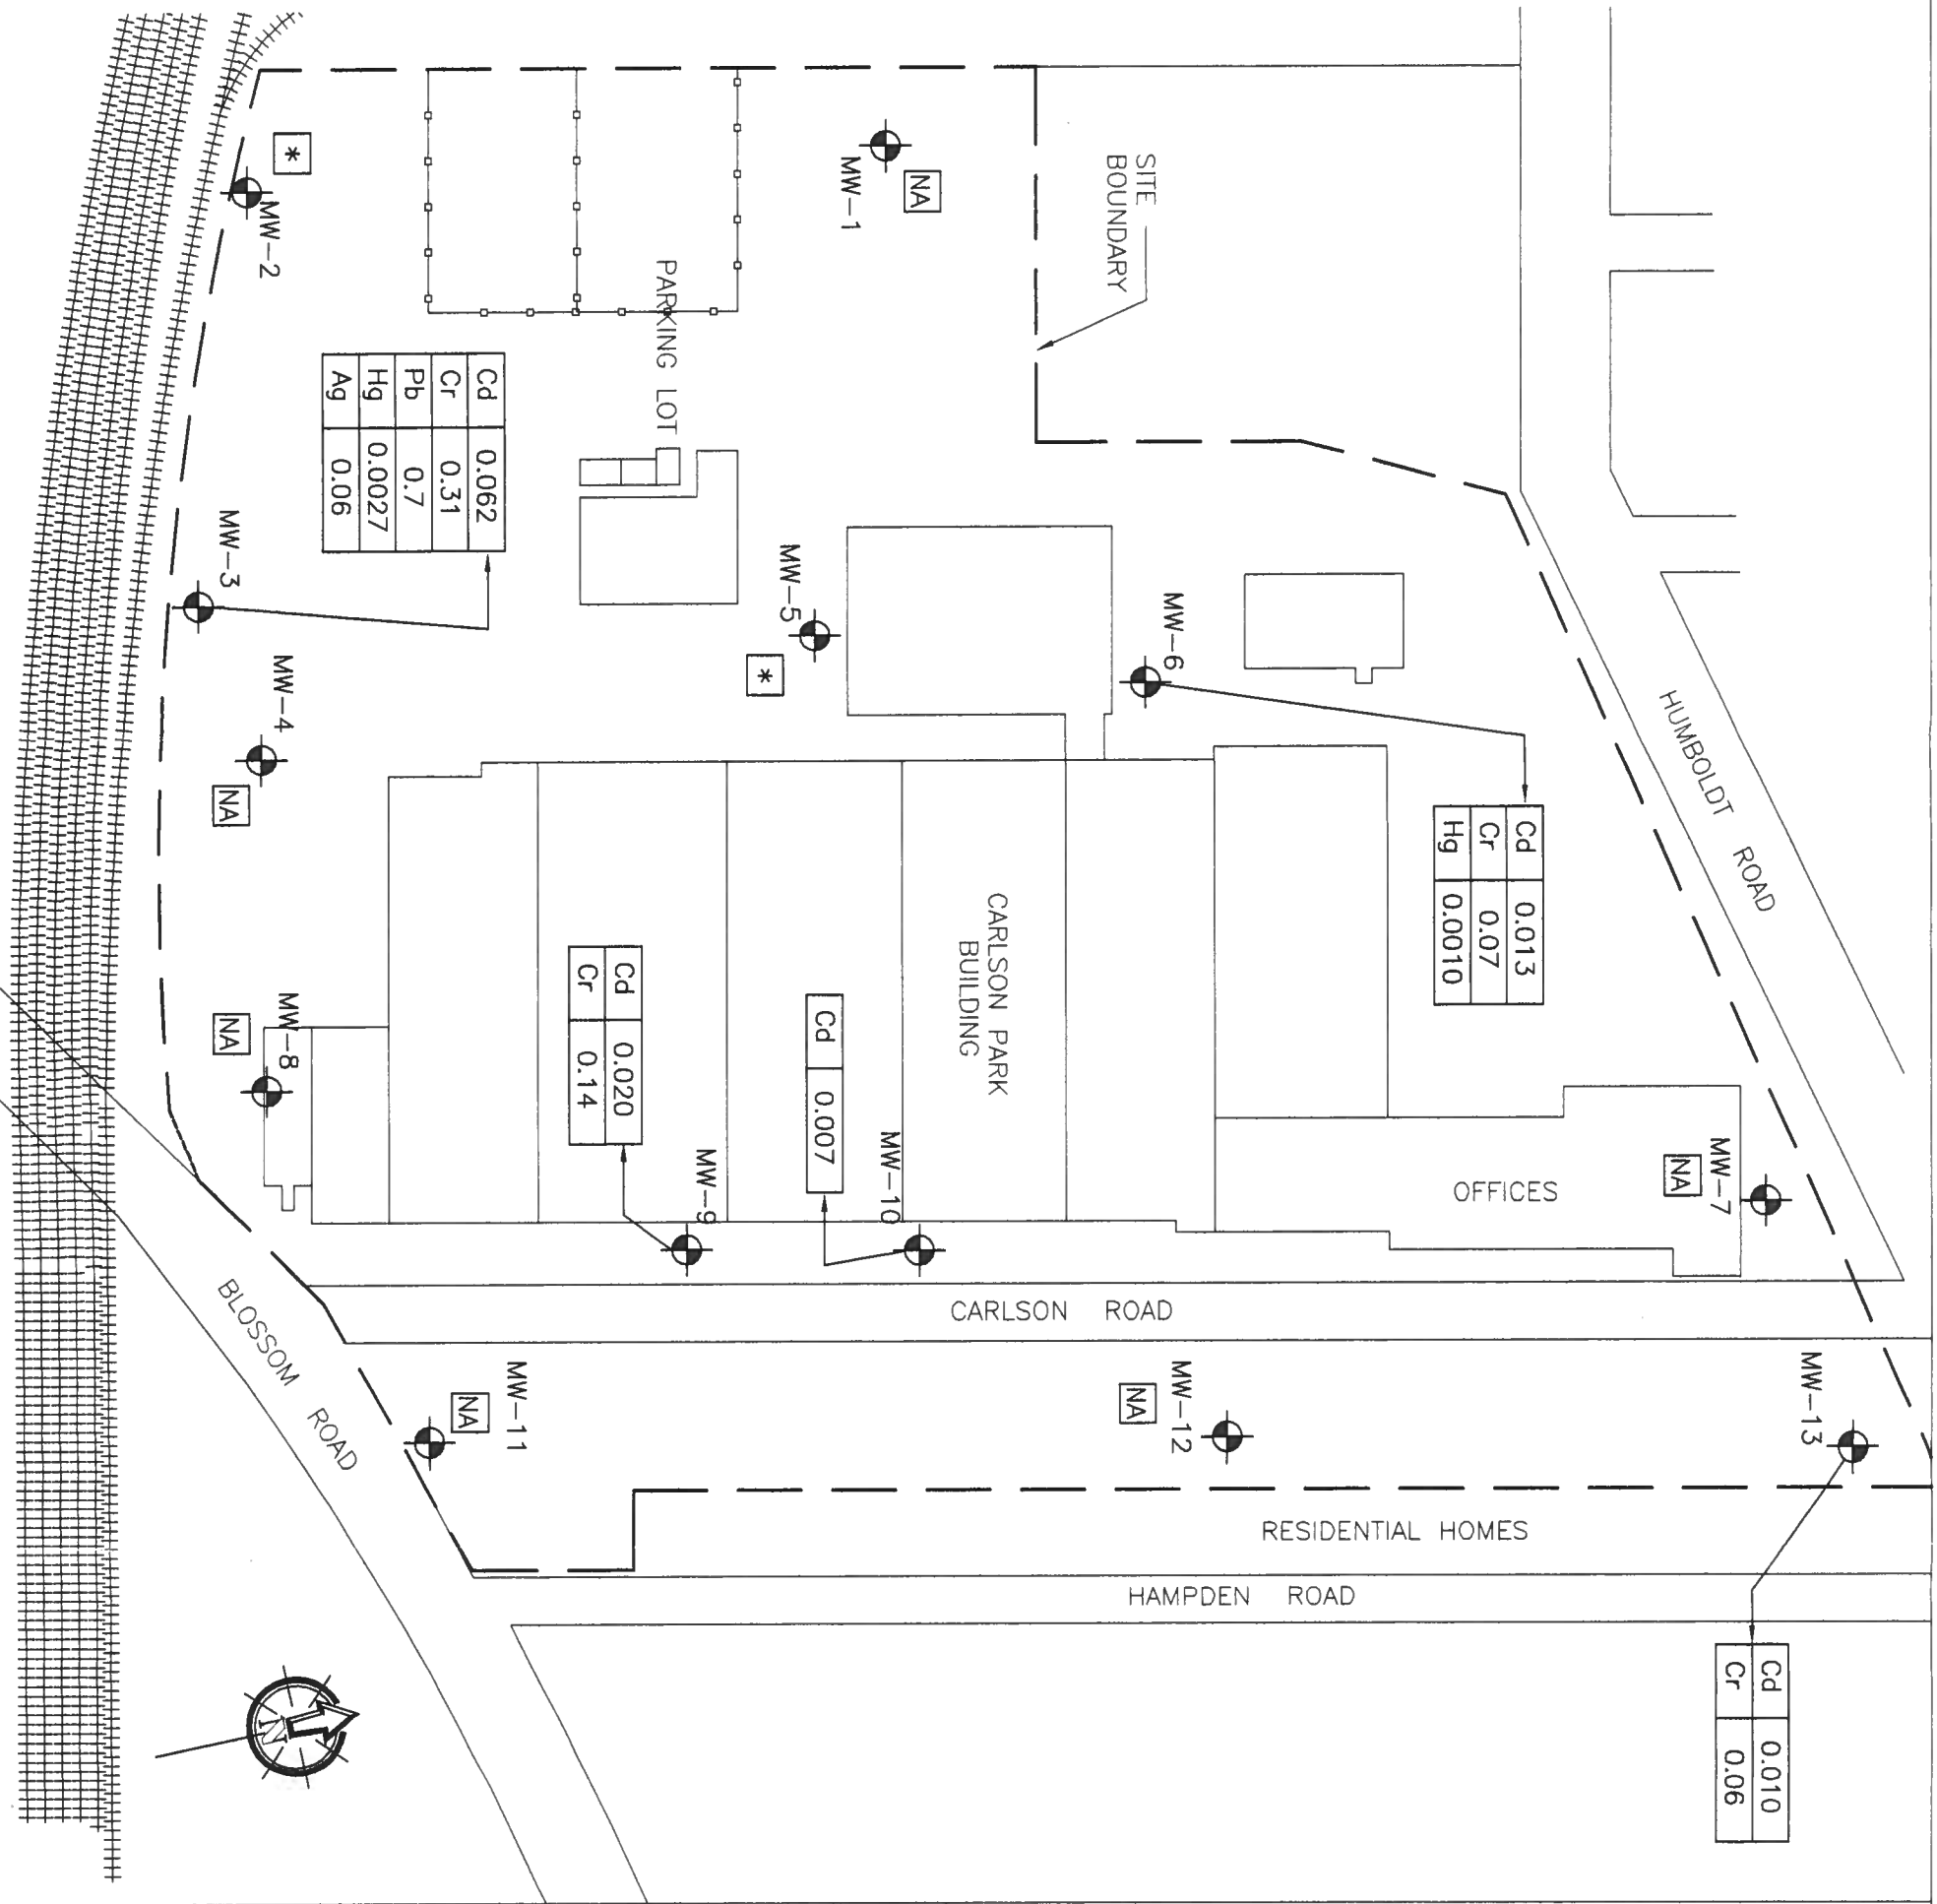 SITE
BOUNDARY
HUMBOLDT ROAD
NA
MW-1
*
MW-2
PARKING LOT
Cd 0.062
Cr 0.31
Pb 0.7
Hg 0.0027
Ag 0.06
MW-3
MW-4
NA
MW-5
*
MW-6
Cd 0.013
Cr 0.07
Hg 0.0010
CARLSON PARK
BUILDING
MW-8
NA
Cd 0.020
Cr 0.14
MW-9
Cd 0.007
MW-10
OFFICES
MW-7
NA
CARLSON ROAD
BLOSSOM ROAD
MW-11
NA
MW-12
NA
MW-13
RESIDENTIAL HOMES
HAMPDEN ROAD
Cd 0.010
Cr 0.06
N